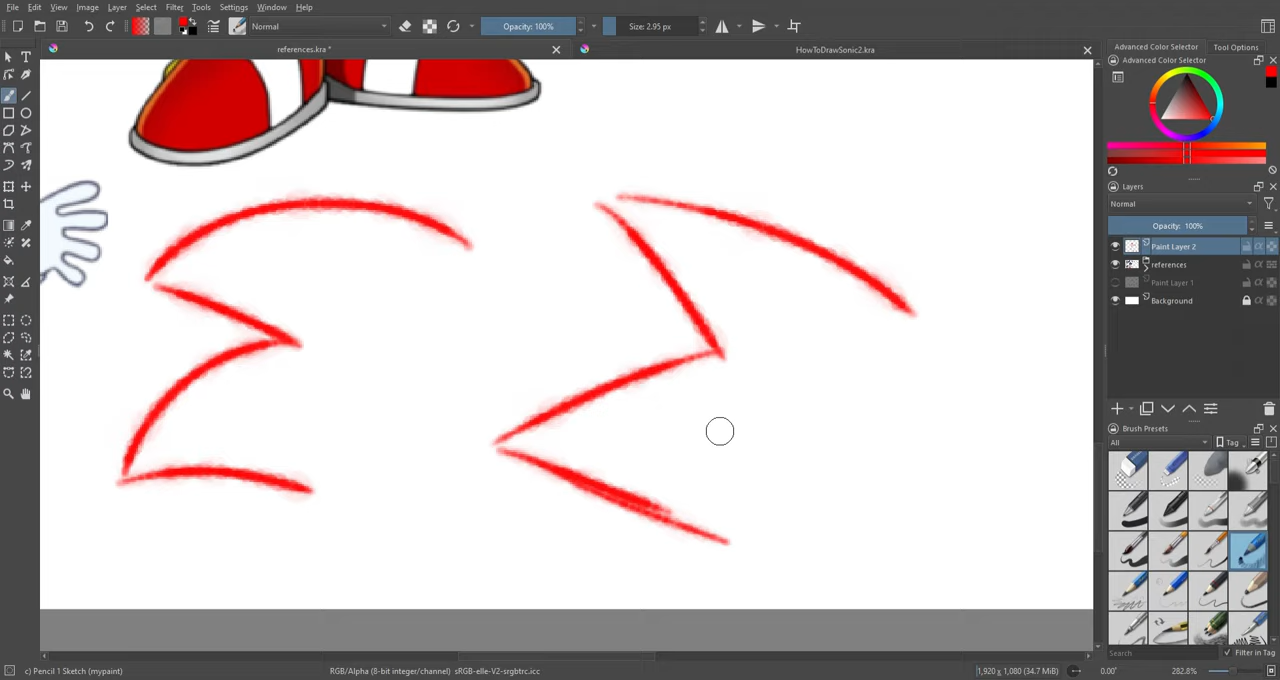 File Edit View Image Layer Select Filter Tools Settings Window Help
Normal Opacity: 100% Size: 2.95 px
references.kra * HowToDrawSonic2.kra
Advanced Color Selector Tool Options
Advanced Color Selector
Layers
Normal
Opacity: 100%
Paint Layer 2
references
Paint Layer 1
Background
Brush Presets
All Tag
Search Filter in Tag
c) Pencil 1 Sketch (mypaint) RGB/Alpha (8-bit integer/channel) sRGB-elle-V2-srgbtrc.icc 1,920 x 1,080 (34.7 MiB) 0.00° 282.8%